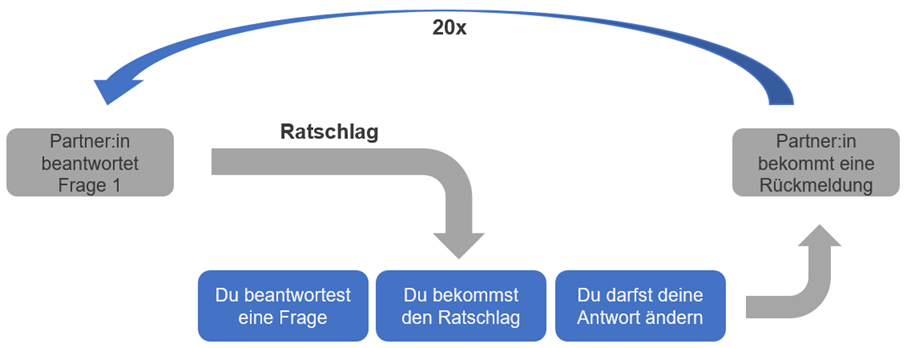 20x
Partner:in
beantwortet
Frage 1
Ratschlag
Partner:in
bekommt eine
Rückmeldung
Du beantwortest
eine Frage
Du bekommst
den Ratschlag
Du darfst deine
Antwort ändern